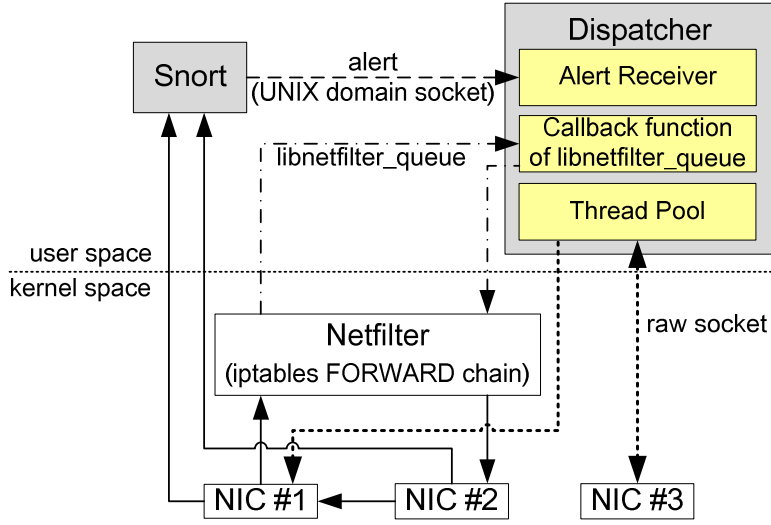 Dispatcher
Snort
alert
(UNIX domain socket)
Alert Receiver
Callback function
of libnetfilter_queue
libnetfilter_queue
Thread Pool
user space
kernel space
Netfilter
(iptables FORWARD chain)
raw socket
NIC #1
NIC #2
NIC #3